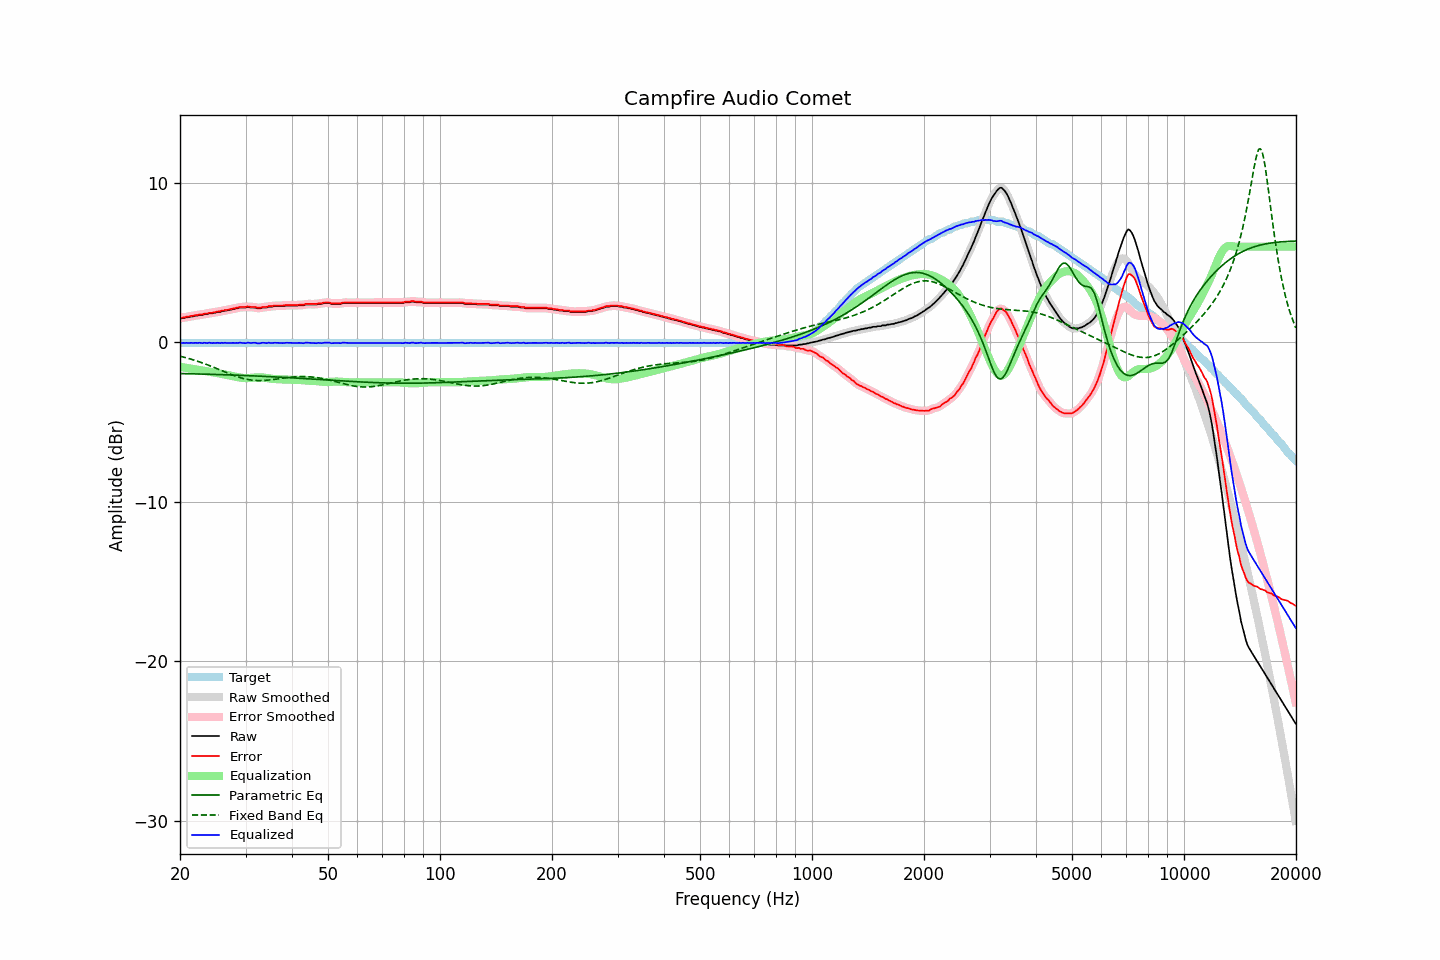 Campfire Audio Comet
Amplitude (dBr)
10
0
−10
−20
−30
Target
Raw Smoothed
Error Smoothed
Raw
Error
Equalization
Parametric Eq
Fixed Band Eq
Equalized
20 50 100 200 500 1000 2000 5000 10000 20000
Frequency (Hz)